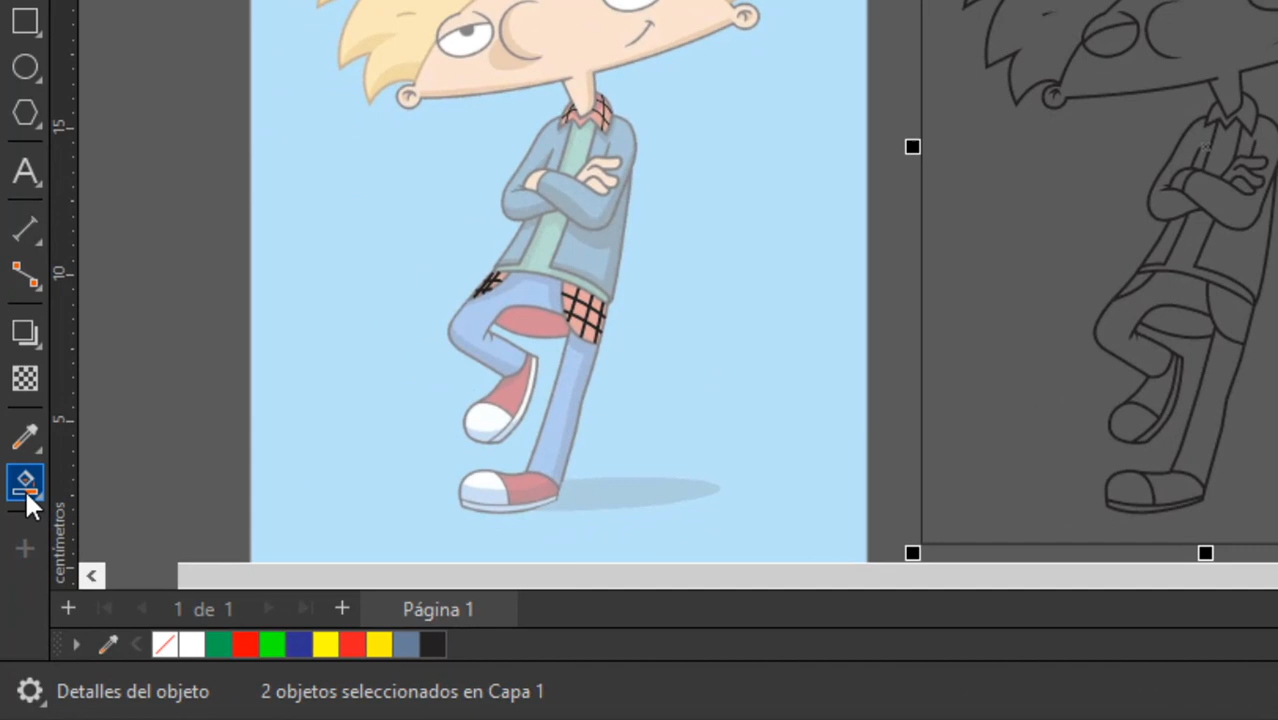 A
15
10
5
centímetros
1 de 1
Página 1
Detalles del objeto 2 objetos seleccionados en Capa 1